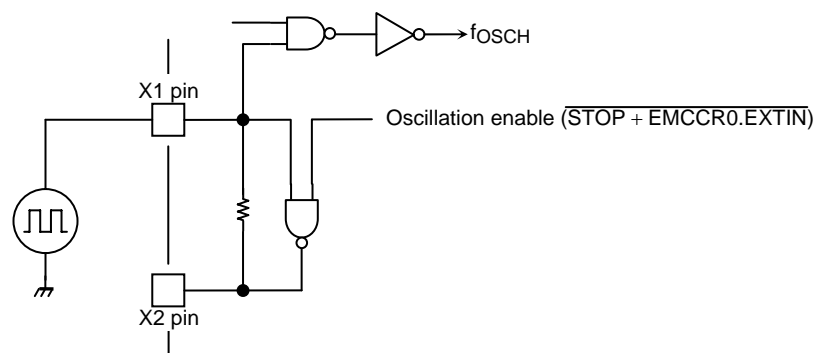 fOSCH
X1 pin
Oscillation enable (STOP + EMCCR0.EXTIN)
X2 pin